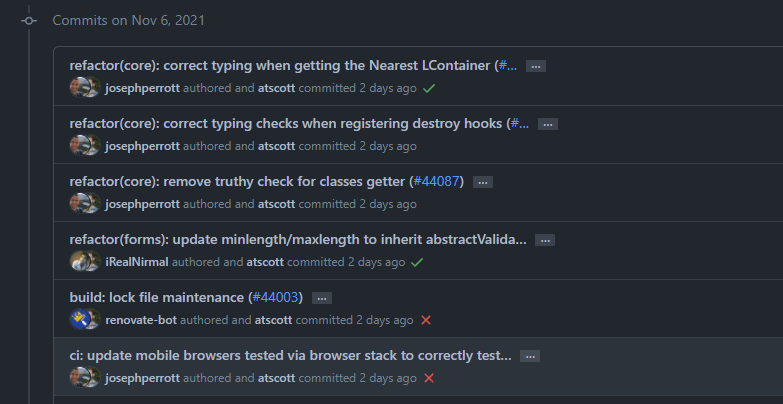 Commits on Nov 6, 2021
refactor(core): correct typing when getting the Nearest LContainer (#... ...
josephperrott authored and atscott committed 2 days ago
refactor(core): correct typing checks when registering destroy hooks (#... ...
josephperrott authored and atscott committed 2 days ago
refactor(core): remove truthy check for classes getter (#44087) ...
josephperrott authored and atscott committed 2 days ago
refactor(forms): update minlength/maxlength to inherit abstractValida... ...
iRealNirmal authored and atscott committed 2 days ago
build: lock file maintenance (#44003) ...
renovate-bot authored and atscott committed 2 days ago
ci: update mobile browsers tested via browser stack to correctly test... ...
josephperrott authored and atscott committed 2 days ago